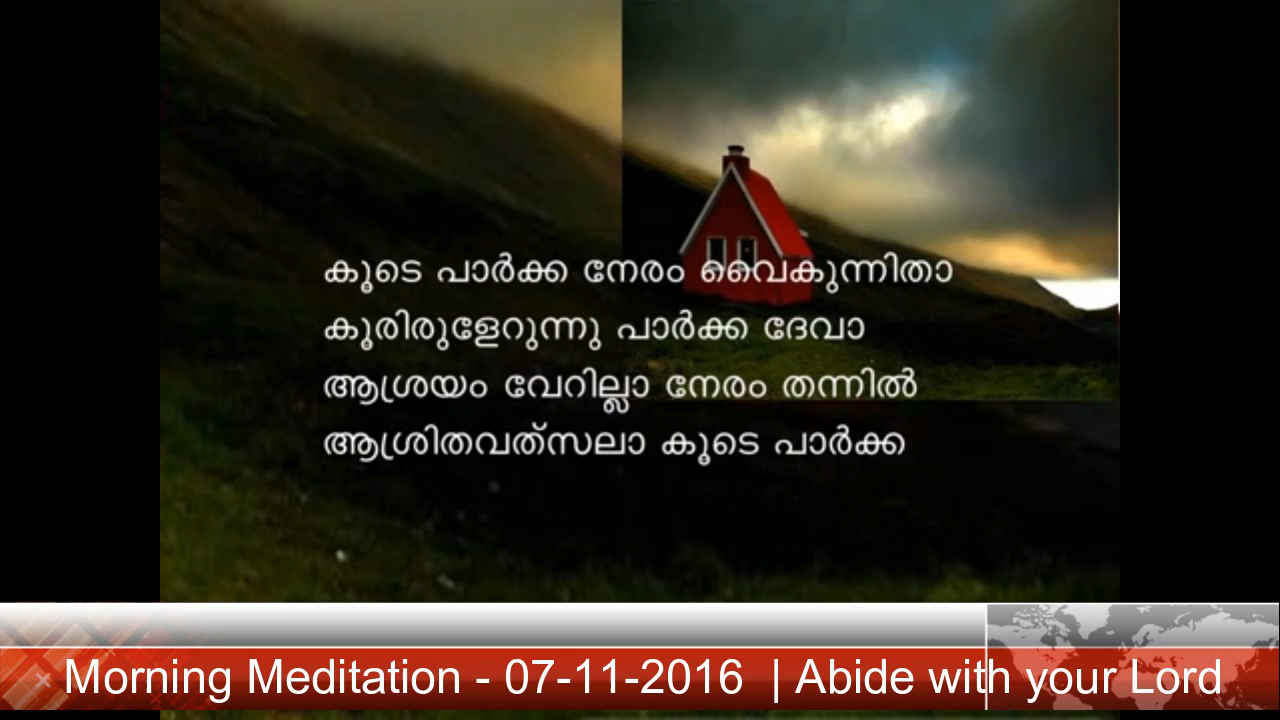 കൂടെ പാർക്ക നേരം വൈകുന്നിതാ
കൂരിരുളേറുന്നു പാർക്ക ദേവാ
ആശ്രയം വേറില്ലാ നേരം തന്നിൽ
ആശ്രിതവത്സലാ കൂടെ പാർക്ക
Morning Meditation - 07-11-2016 | Abide with your Lord